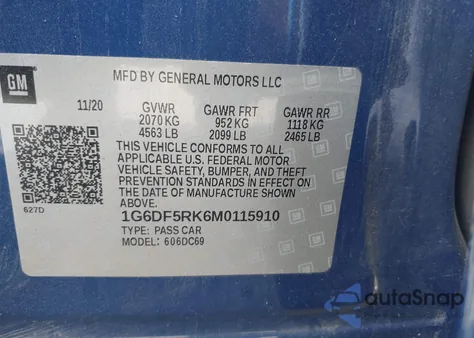 GM
MFD BY GENERAL MOTORS LLC
11/20 GVWR GAWR FRT GAWR RR
2070 KG 952 KG 1118 KG
4563 LB 2099 LB 2465 LB
THIS VEHICLE CONFORMS TO ALL
APPLICABLE U.S. FEDERAL MOTOR
VEHICLE SAFETY, BUMPER, AND THEFT
PREVENTION STANDARDS IN EFFECT ON
THE DATE OF MANUFACTURE SHOWN
ABOVE.
627D
1G6DF5RK6M0115910
TYPE: PASS CAR
MODEL: 606DC69
autoSnap